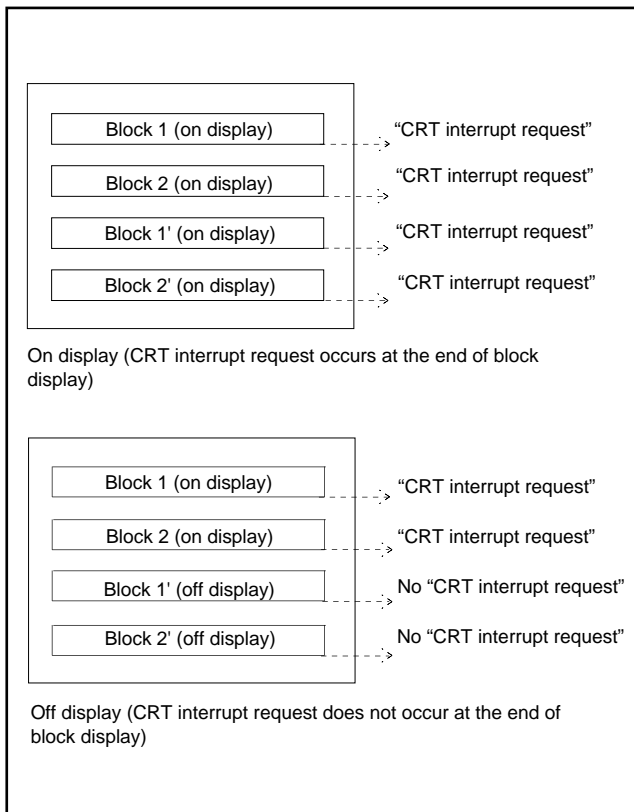 Block 1 (on display)
“CRT interrupt request”
Block 2 (on display)
“CRT interrupt request”
Block 1' (on display)
“CRT interrupt request”
Block 2' (on display)
“CRT interrupt request”
On display (CRT interrupt request occurs at the end of block
display)
Block 1 (on display)
“CRT interrupt request”
Block 2 (on display)
“CRT interrupt request”
Block 1' (off display)
No “CRT interrupt request”
Block 2' (off display)
No “CRT interrupt request”
Off display (CRT interrupt request does not occur at the end of
block display)